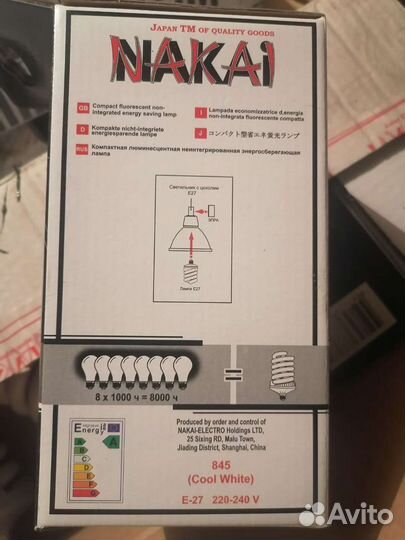 JAPAN TM OF QUALITY GOODS
NAKAI
GB Compact fluorescent non-
integrated energy saving lamp
D Kompakte nicht-integriete
energiesparende lampe
I Lampada economizzatrice d,energia
non-integrata fluorescente compatta
J コンパクト型省エネ蛍光ランプ
RUS Компактная люминесцентная неинтегрированная энергосберегающая
лампа
Светильник с цоколем
E27
ЭПРА
Лампа E27
8 x 1000 ч = 8000 ч
=
Energy
A
A
B
C
D
E
F
G
Produced by order and control of
NAKAI-ELECTRO Holdings LTD,
25 Sixing RD, Malu Town,
Jiading District, Shanghai, China
845
(Cool White)
E-27 220-240 V
Avito